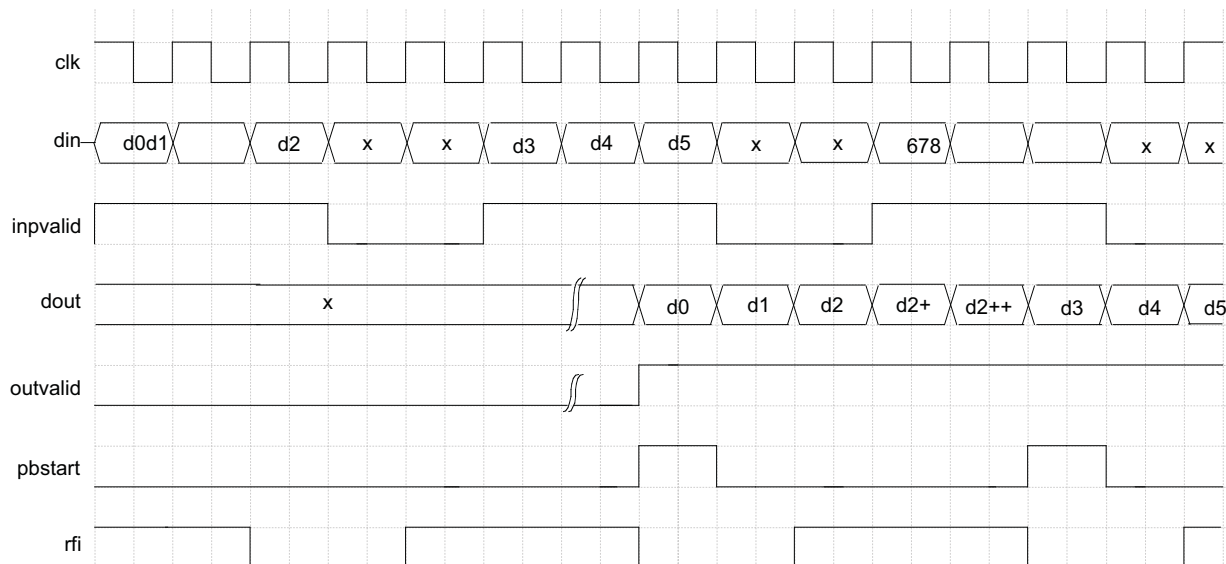 clk
din d0d1 d2 x x d3 d4 d5 x x 678 x x
inpvalid
dout x d0 d1 d2 d2+ d2++ d3 d4 d5
outvalid
pbstart
rfi